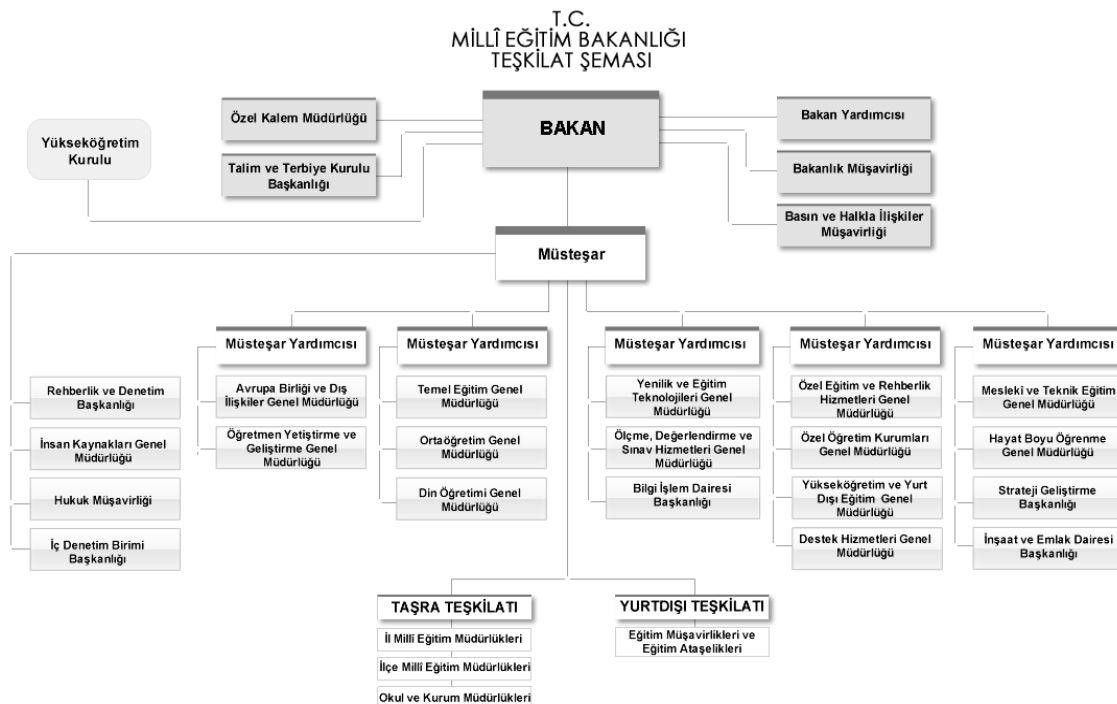 T.C.
MİLLÎ EĞİTİM BAKANLIĞI
TEŞKİLAT ŞEMASI
Yükseköğretim
Kurulu
Özel Kalem Müdürlüğü
Talim ve Terbiye Kurulu
Başkanlığı
BAKAN
Bakan Yardımcısı
Bakanlık Müşavirliği
Basın ve Halkla İlişkiler
Müşavirliği
Müsteşar
Rehberlik ve Denetim
Başkanlığı
İnsan Kaynakları Genel
Müdürlüğü
Hukuk Müşavirliği
İç Denetim Birimi
Başkanlığı
Müsteşar Yardımcısı
Avrupa Birliği ve Dış
İlişkiler Genel Müdürlüğü
Öğretmen Yetiştirme ve
Geliştirme Genel
Müdürlüğü
Müsteşar Yardımcısı
Temel Eğitim Genel
Müdürlüğü
Ortaöğretim Genel
Müdürlüğü
Din Öğretimi Genel
Müdürlüğü
Müsteşar Yardımcısı
Yenilik ve Eğitim
Teknolojileri Genel
Müdürlüğü
Ölçme, Değerlendirme ve
Sınav Hizmetleri Genel
Müdürlüğü
Bilgi İşlem Dairesi
Başkanlığı
Müsteşar Yardımcısı
Özel Eğitim ve Rehberlik
Hizmetleri Genel
Müdürlüğü
Özel Öğretim Kurumları
Genel Müdürlüğü
Yükseköğretim ve Yurt
Dışı Eğitim Genel
Müdürlüğü
Destek Hizmetleri Genel
Müdürlüğü
Müsteşar Yardımcısı
Meslekî ve Teknik Eğitim
Genel Müdürlüğü
Hayat Boyu Öğrenme
Genel Müdürlüğü
Strateji Geliştirme
Başkanlığı
İnşaat ve Emlak Dairesi
Başkanlığı
TAŞRA TEŞKİLATI
İl Millî Eğitim Müdürlükleri
İlçe Millî Eğitim Müdürlükleri
Okul ve Kurum Müdürlükleri
YURTDIŞI TEŞKİLATI
Eğitim Müşavirlikleri ve
Eğitim Ataşelikleri